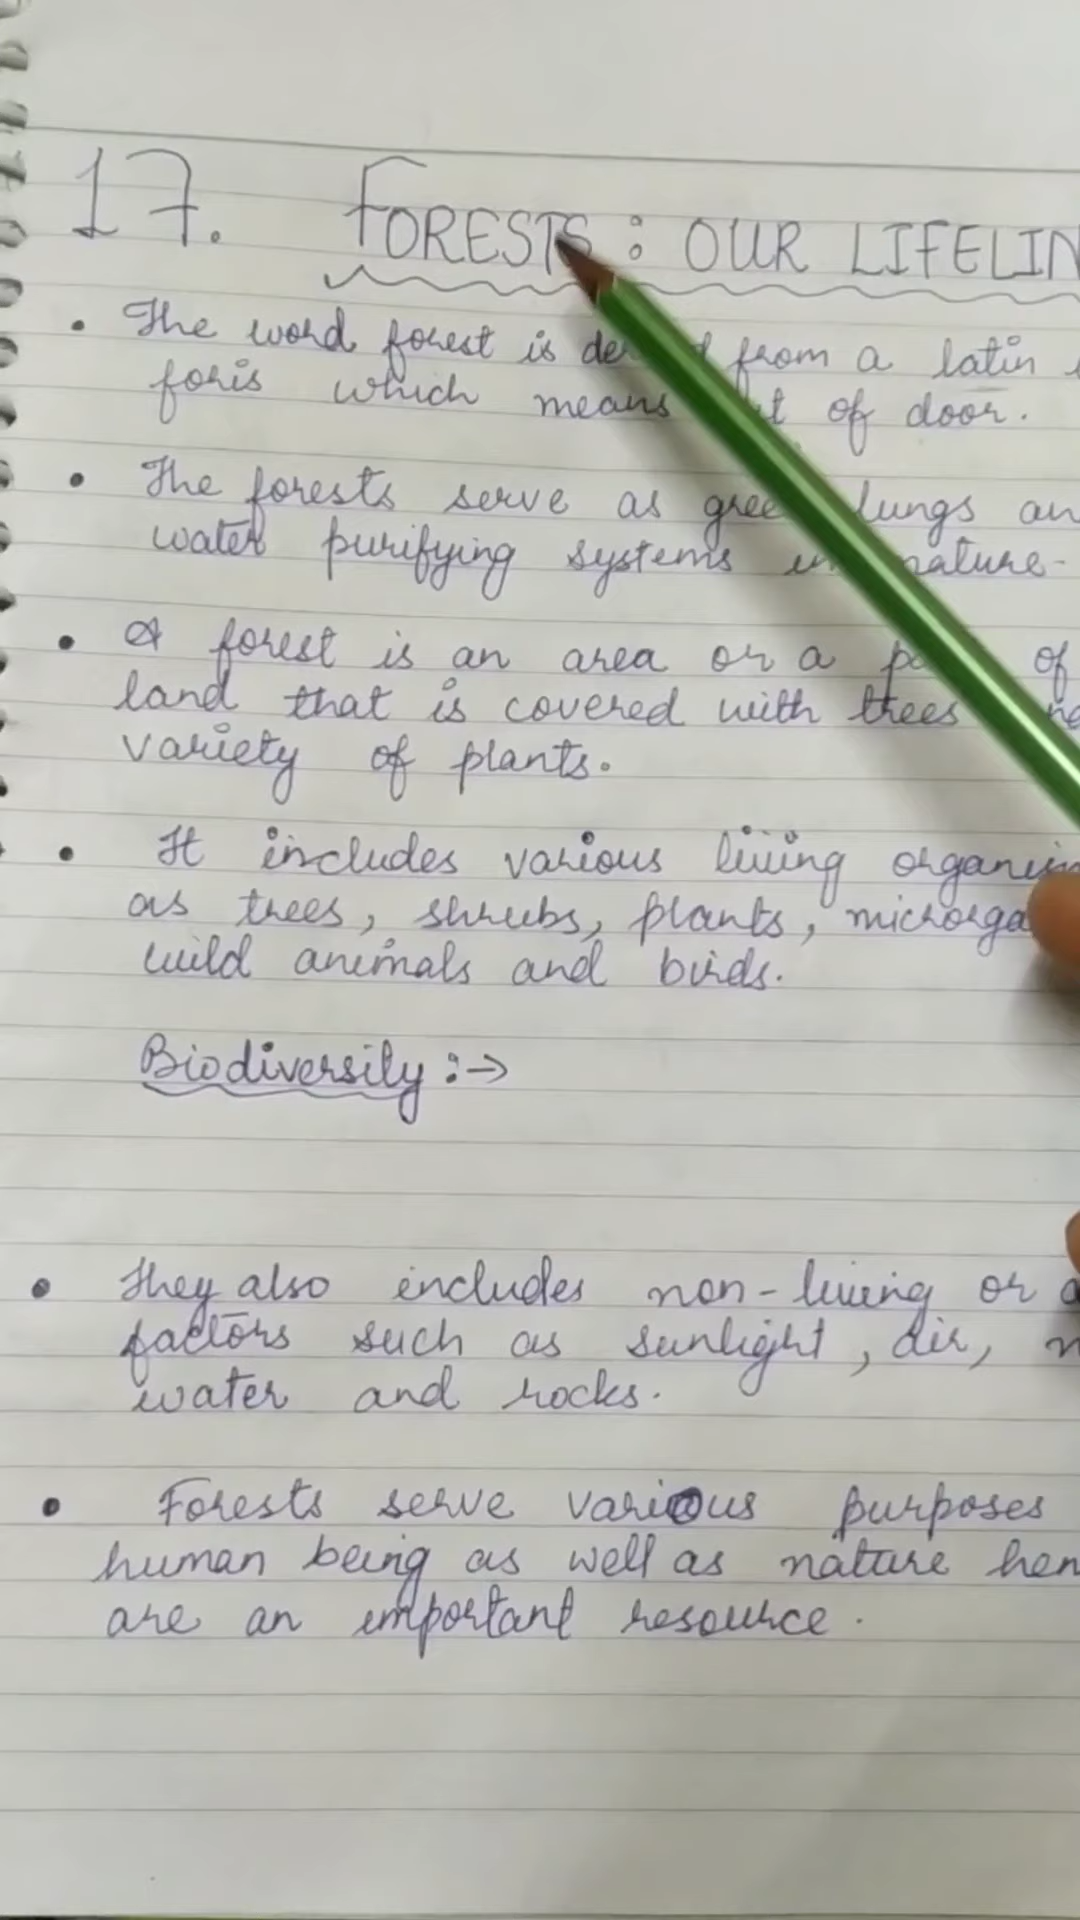 17. FORESTS : OUR LIFELIN
• The word forest is from a latin
foris which means of door.
• The forests serve as lungs an
water purifying systems nature-
• A forest is an area or a of
land that is covered with trees
variety of plants.
• It includes various living
as trees, shrubs, plants,
wild animals and birds.
Biodiversity :→
• They also includes non-living or
factors such as sunlight, air,
water and rocks.
• Forests serve various purposes
human being as well as nature hen
are an important resource.